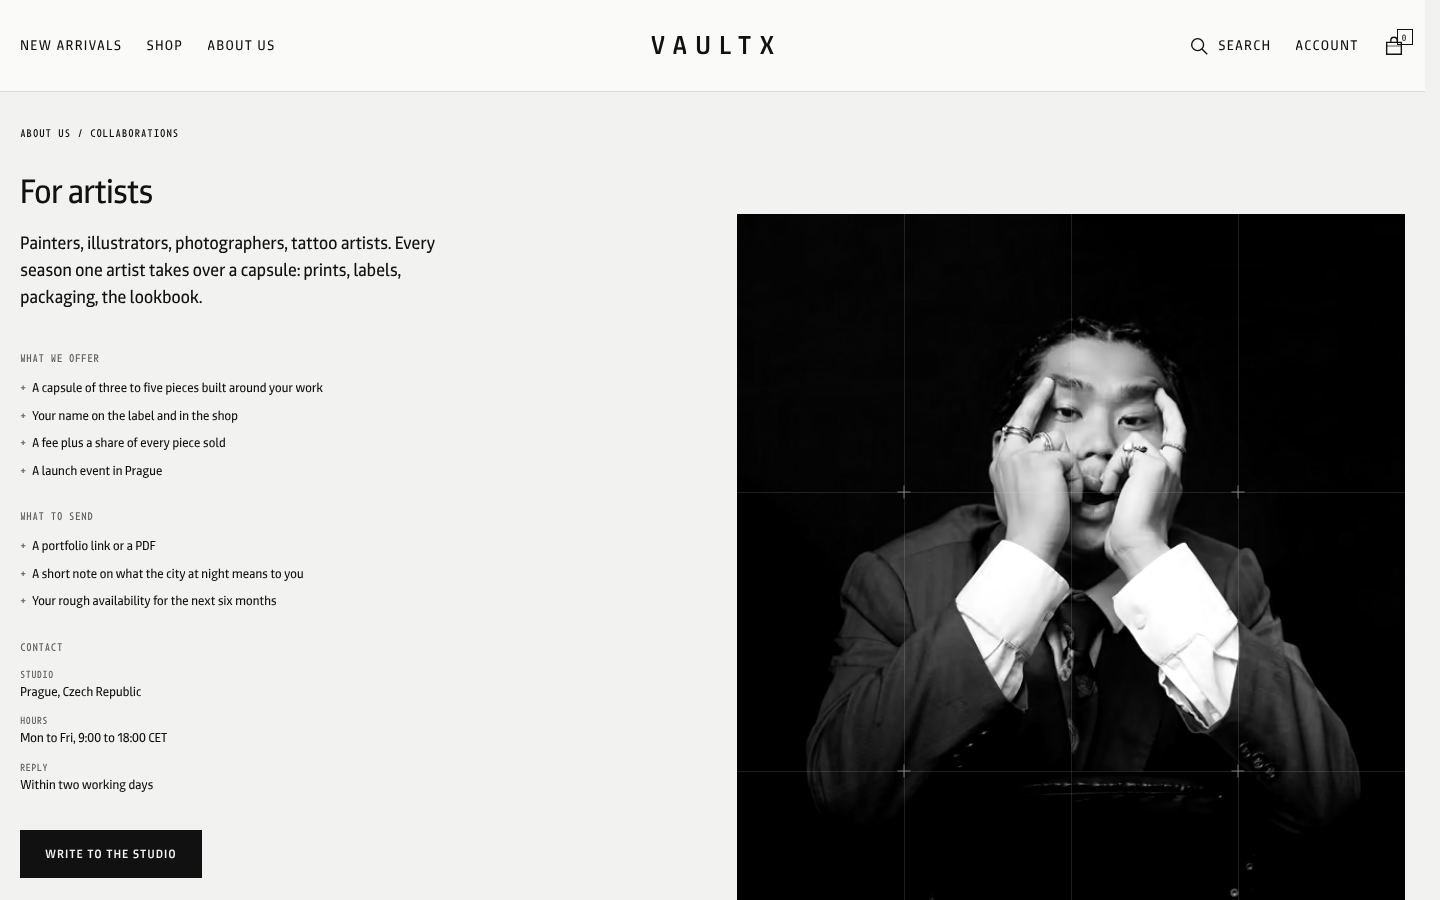 NEW ARRIVALS SHOP ABOUT US VAULTX SEARCH ACCOUNT 0
ABOUT US / COLLABORATIONS
For artists
Painters, illustrators, photographers, tattoo artists. Every
season one artist takes over a capsule: prints, labels,
packaging, the lookbook.
WHAT WE OFFER
+ A capsule of three to five pieces built around your work
+ Your name on the label and in the shop
+ A fee plus a share of every piece sold
+ A launch event in Prague
WHAT TO SEND
+ A portfolio link or a PDF
+ A short note on what the city at night means to you
+ Your rough availability for the next six months
CONTACT
STUDIO
Prague, Czech Republic
HOURS
Mon to Fri, 9:00 to 18:00 CET
REPLY
Within two working days
WRITE TO THE STUDIO